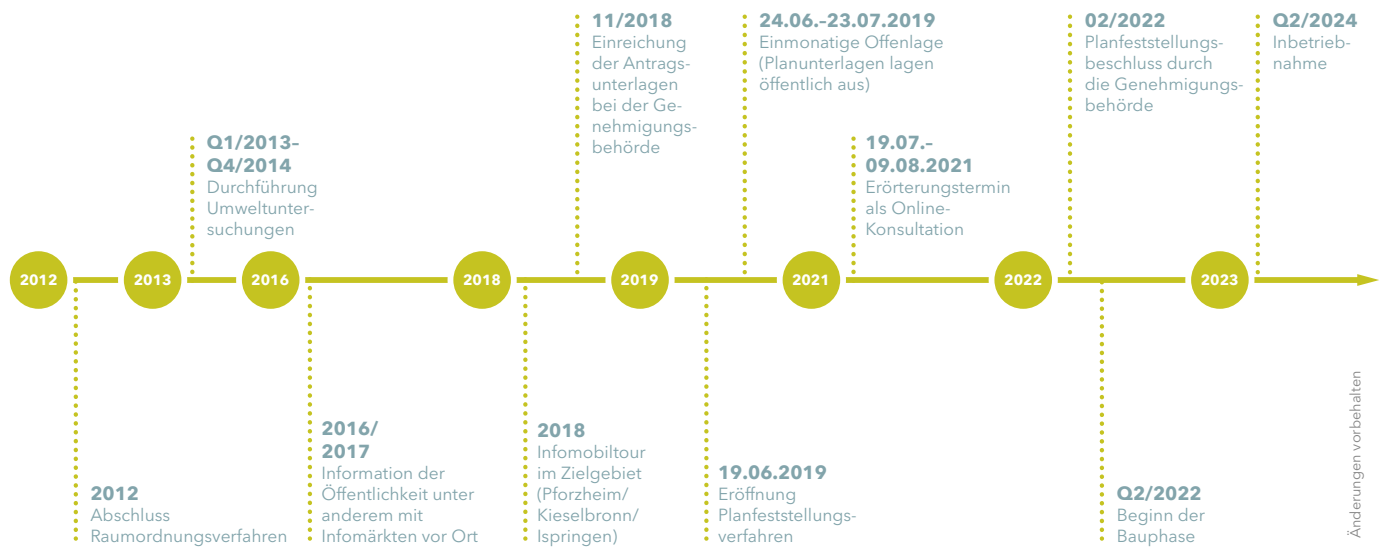 11/2018
Einreichung
der Antrags-
unterlagen
bei der Ge-
nehmigungs-
behörde
24.06.–23.07.2019
Einmonatige Offenlage
(Planunterlagen lagen
öffentlich aus)
02/2022
Planfeststellungs-
beschluss durch
die Genehmigungs-
behörde
Q2/2024
Inbetrieb-
nahme
Q1/2013–
Q4/2014
Durchführung
Umweltunter-
suchungen
19.07.–
09.08.2021
Erörterungstermin
als Online-
Konsultation
2012
2013
2016
2018
2019
2021
2022
2023
2012
Abschluss
Raumordnungsverfahren
2016/
2017
Information der
Öffentlichkeit unter
anderem mit
Infomärkten vor Ort
2018
Infomobiltour
im Zielgebiet
(Pforzheim/
Kieselbronn/
Ispringen)
19.06.2019
Eröffnung
Planfeststellungs-
verfahren
Q2/2022
Beginn der
Bauphase
Änderungen vorbehalten